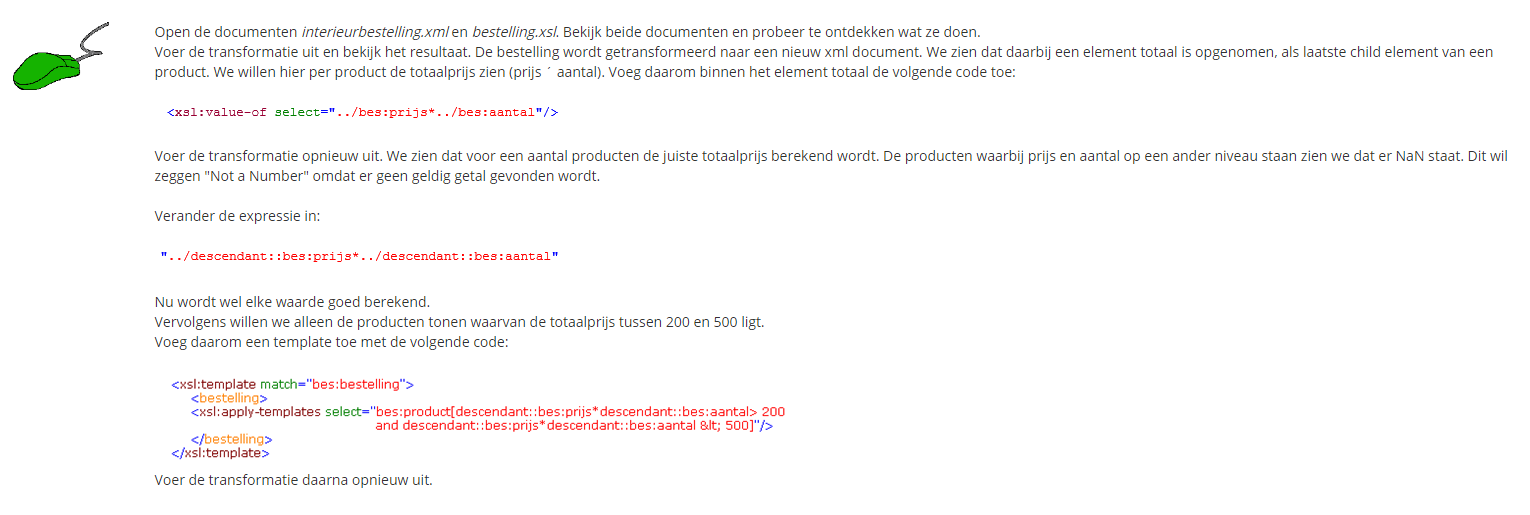 Open de documenten interieurbestelling.xml en bestelling.xsl. Bekijk beide documenten en probeer te ontdekken wat ze doen.
Voer de transformatie uit en bekijk het resultaat. De bestelling wordt getransformeerd naar een nieuw xml document. We zien dat daarbij een element totaal is opgenomen, als laatste child element van een
product. We willen hier per product de totaalprijs zien (prijs ´ aantal). Voeg daarom binnen het element totaal de volgende code toe:
<xsl:value-of select="../bes:prijs*../bes:aantal"/>
Voer de transformatie opnieuw uit. We zien dat voor een aantal producten de juiste totaalprijs berekend wordt. De producten waarbij prijs en aantal op een ander niveau staan zien we dat er NaN staat. Dit wil
zeggen "Not a Number" omdat er geen geldig getal gevonden wordt.
Verander de expressie in:
"../descendant::bes:prijs*../descendant::bes:aantal"
Nu wordt wel elke waarde goed berekend.
Vervolgens willen we alleen de producten tonen waarvan de totaalprijs tussen 200 en 500 ligt.
Voeg daarom een template toe met de volgende code:
<xsl:template match="bes:bestelling">
<bestelling>
<xsl:apply-templates select="bes:product[descendant::bes:prijs*descendant::bes:aantal> 200
and descendant::bes:prijs*descendant::bes:aantal &lt; 500]"/>
</bestelling>
</xsl:template>
Voer de transformatie daarna opnieuw uit.